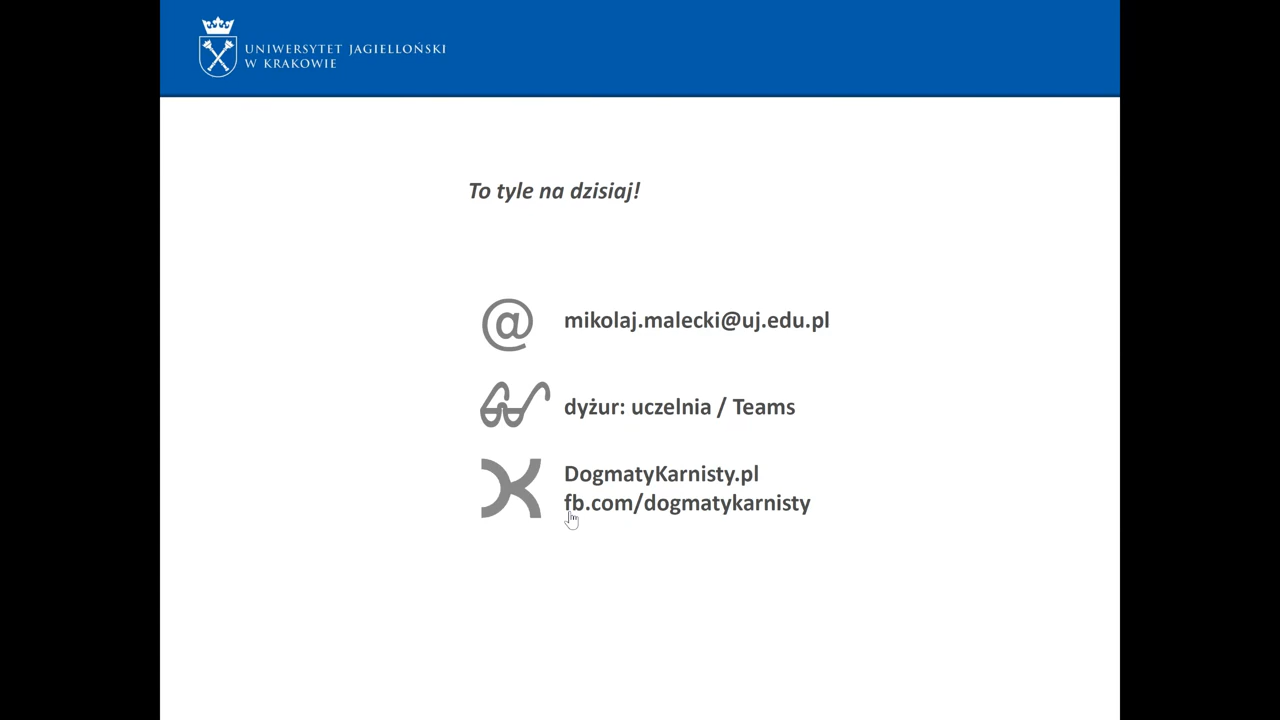 UNIWERSYTET JAGIELLOŃSKI
W KRAKOWIE
To tyle na dzisiaj!
@ mikolaj.malecki@uj.edu.pl
dyżur: uczelnia / Teams
DogmatyKarnisty.pl
fb.com/dogmatykarnisty